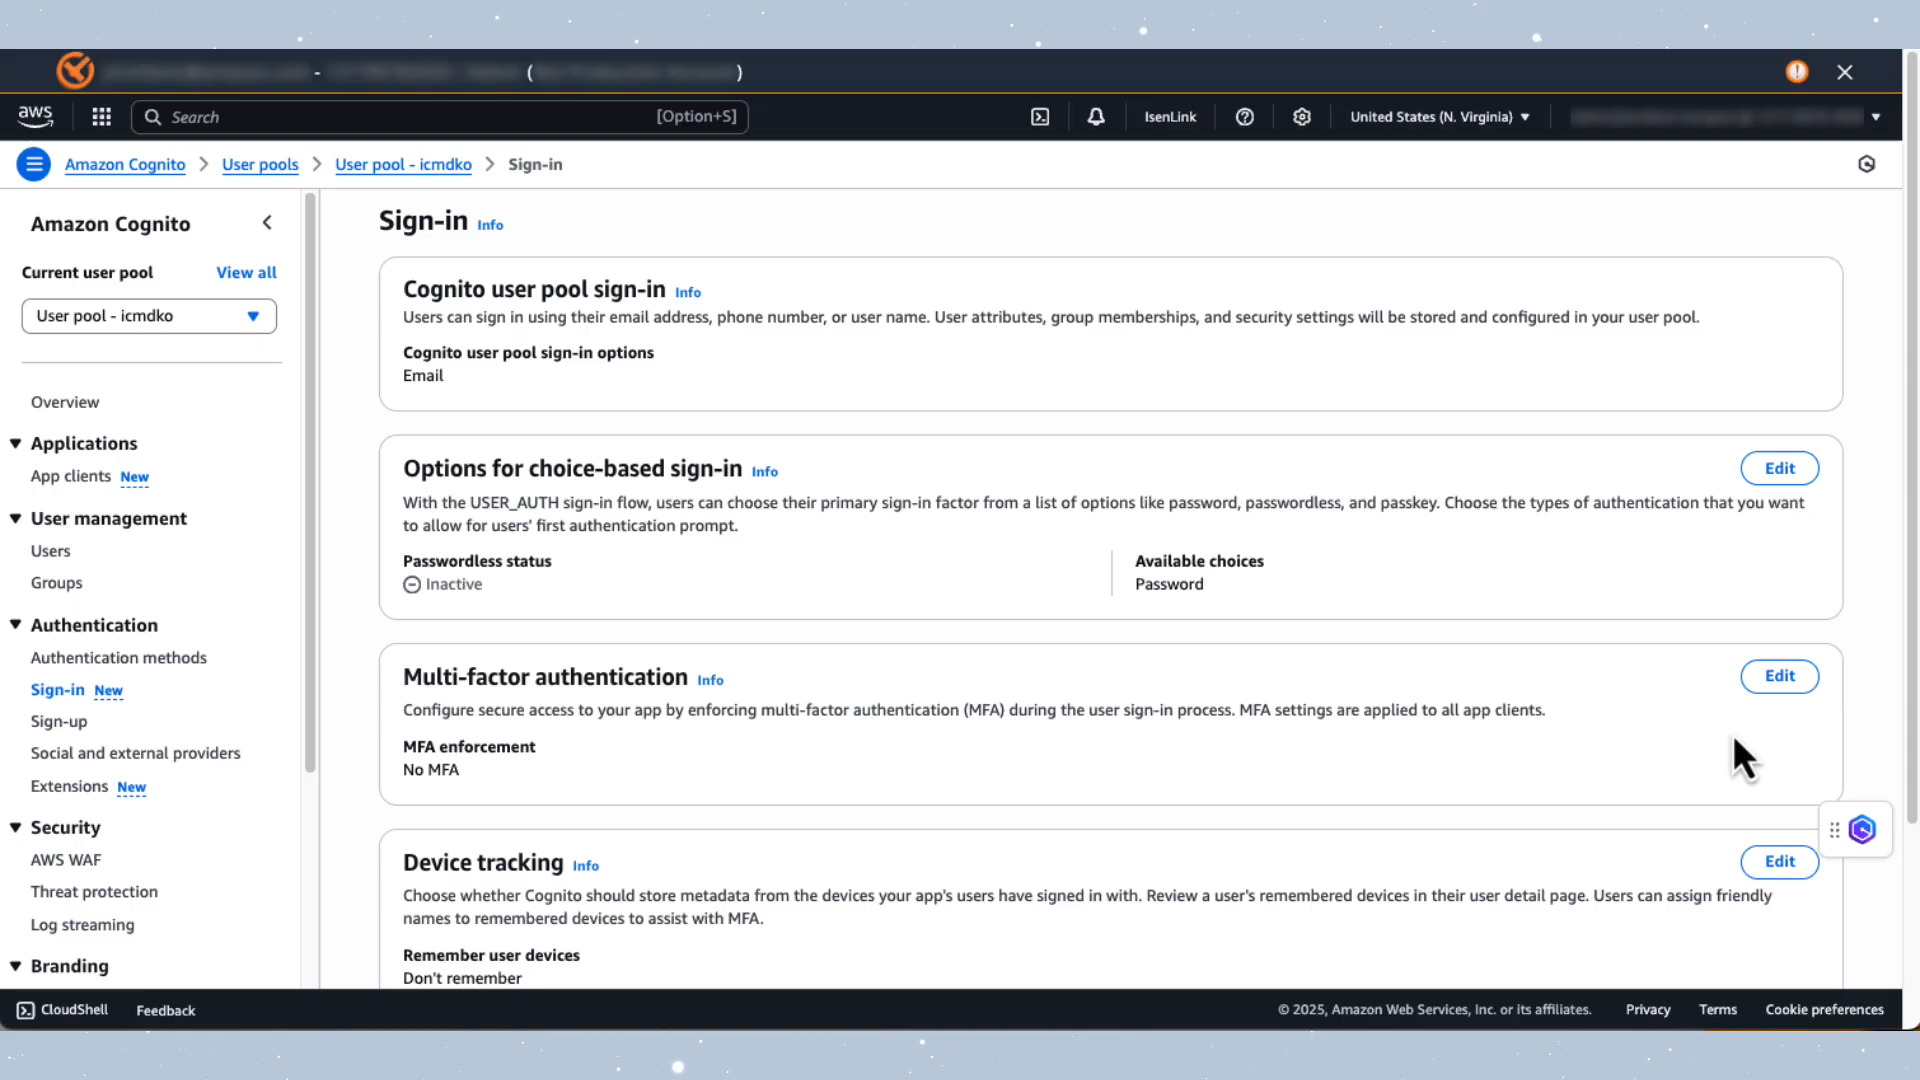 - ( )
aws
Search [Option+S]
IsenLink
United States (N. Virginia)
Amazon Cognito > User pools > User pool - icmdko > Sign-in
Amazon Cognito
Current user pool View all
User pool - icmdko
Overview
Applications
App clients New
User management
Users
Groups
Authentication
Authentication methods
Sign-in New
Sign-up
Social and external providers
Extensions New
Security
AWS WAF
Threat protection
Log streaming
Branding
Sign-in Info
Cognito user pool sign-in Info
Users can sign in using their email address, phone number, or user name. User attributes, group memberships, and security settings will be stored and configured in your user pool.
Cognito user pool sign-in options
Email
Options for choice-based sign-in Info
Edit
With the USER_AUTH sign-in flow, users can choose their primary sign-in factor from a list of options like password, passwordless, and passkey. Choose the types of authentication that you want
to allow for users' first authentication prompt.
Passwordless status
Inactive
Available choices
Password
Multi-factor authentication Info
Edit
Configure secure access to your app by enforcing multi-factor authentication (MFA) during the user sign-in process. MFA settings are applied to all app clients.
MFA enforcement
No MFA
Device tracking Info
Edit
Choose whether Cognito should store metadata from the devices your app's users have signed in with. Review a user's remembered devices in their user detail page. Users can assign friendly
names to remembered devices to assist with MFA.
Remember user devices
Don't remember
CloudShell Feedback
© 2025, Amazon Web Services, Inc. or its affiliates. Privacy Terms Cookie preferences